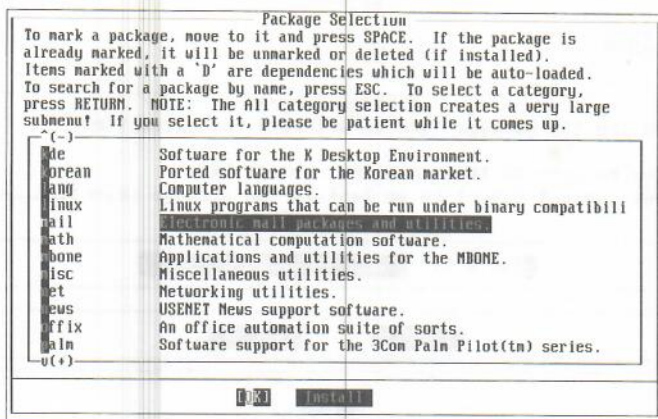 Package Selection
To mark a package, move to it and press SPACE. If the package is
already marked, it will be unmarked or deleted (if installed).
Items marked with a `D' are dependencies which will be auto-loaded.
To search for a package by name, press ESC. To select a category,
press RETURN. NOTE: The All category selection creates a very large
submenu! If you select it, please be patient while it comes up.
^(-)
kde Software for the K Desktop Environment.
korean Ported software for the Korean market.
lang Computer languages.
linux Linux programs that can be run under binary compatibili
mail Electronic mail packages and utilities.
math Mathematical computation software.
mbone Applications and utilities for the MBONE.
misc Miscellaneous utilities.
net Networking utilities.
news USENET News support software.
offix An office automation suite of sorts.
palm Software support for the 3Com Palm Pilot(tm) series.
v(+)
[OK] Install